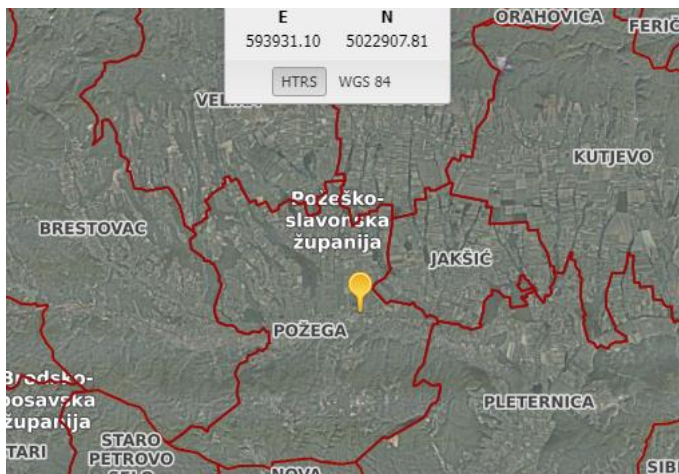 E N
593931.10 5022907.81
HTRS WGS 84
ORAHOVICA
KUTJEVO
Požeško-
slavonska
županija
BRESTOVAC
JAKŠIĆ
POŽEGA
Brodsko-
posavska
županija
PLETERNICA
STARO
PETROVO